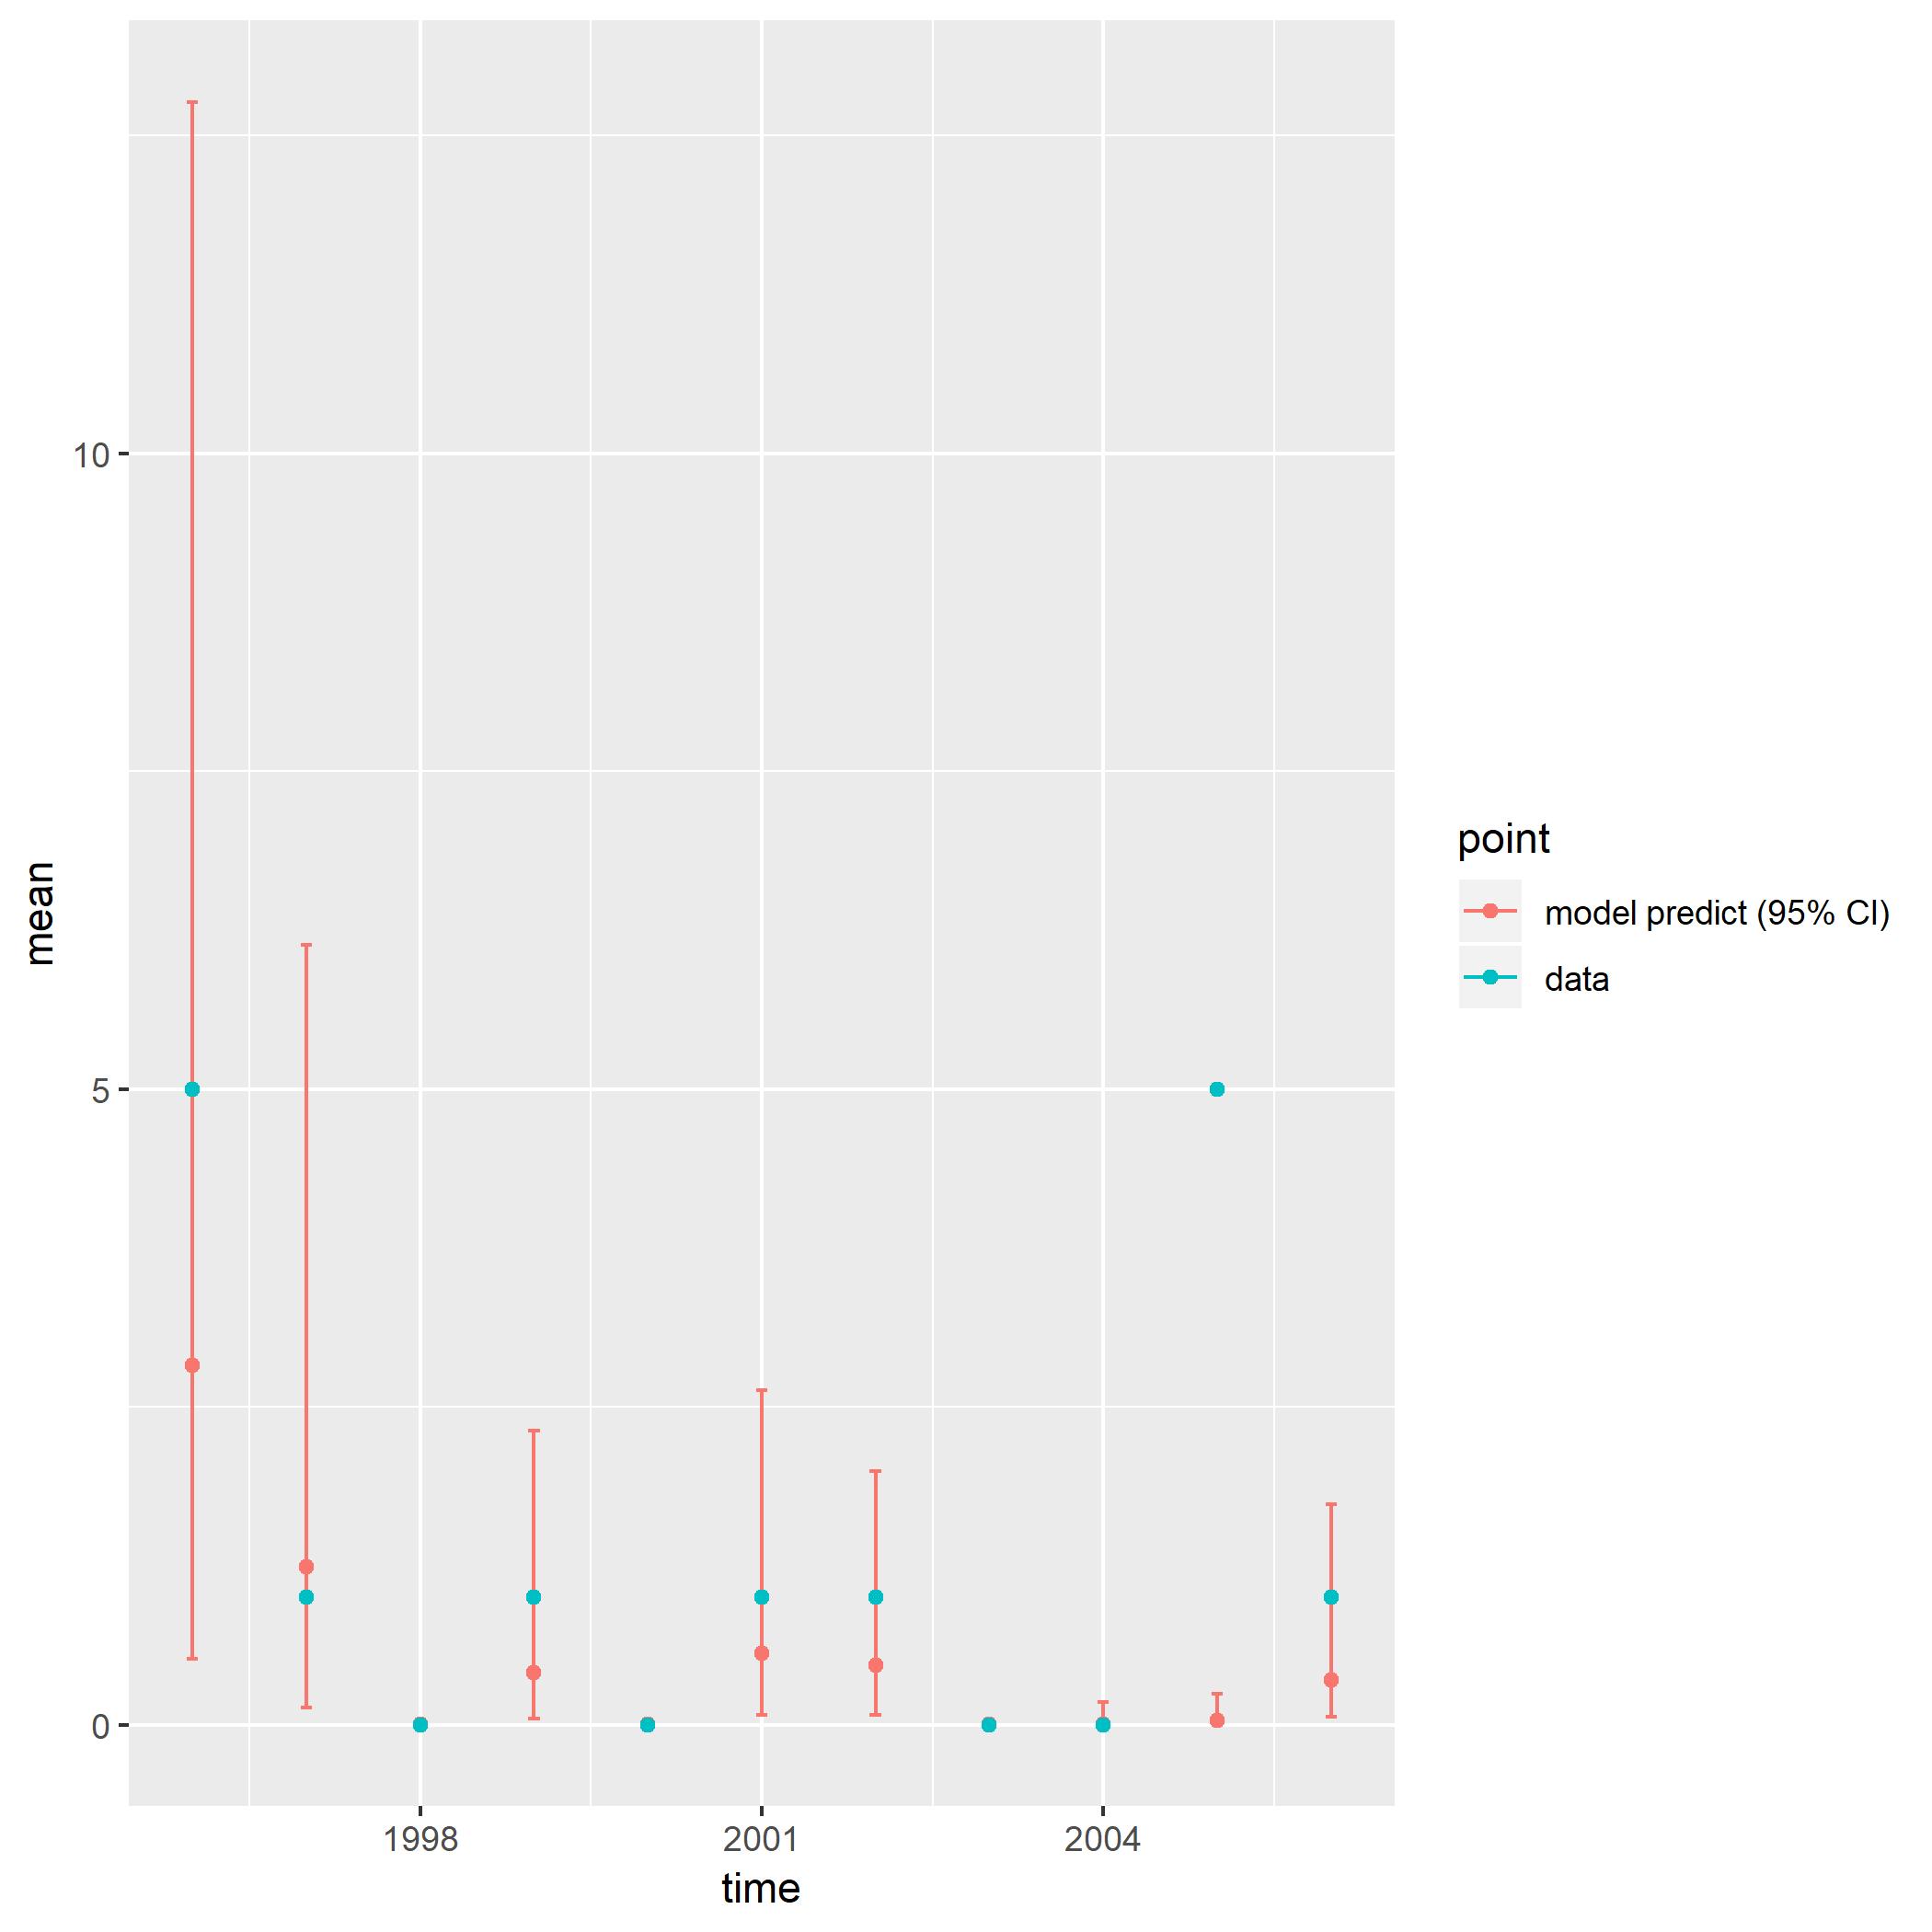 10
5
0
mean
1998
2001
2004
time
point
model predict (95% CI)
data